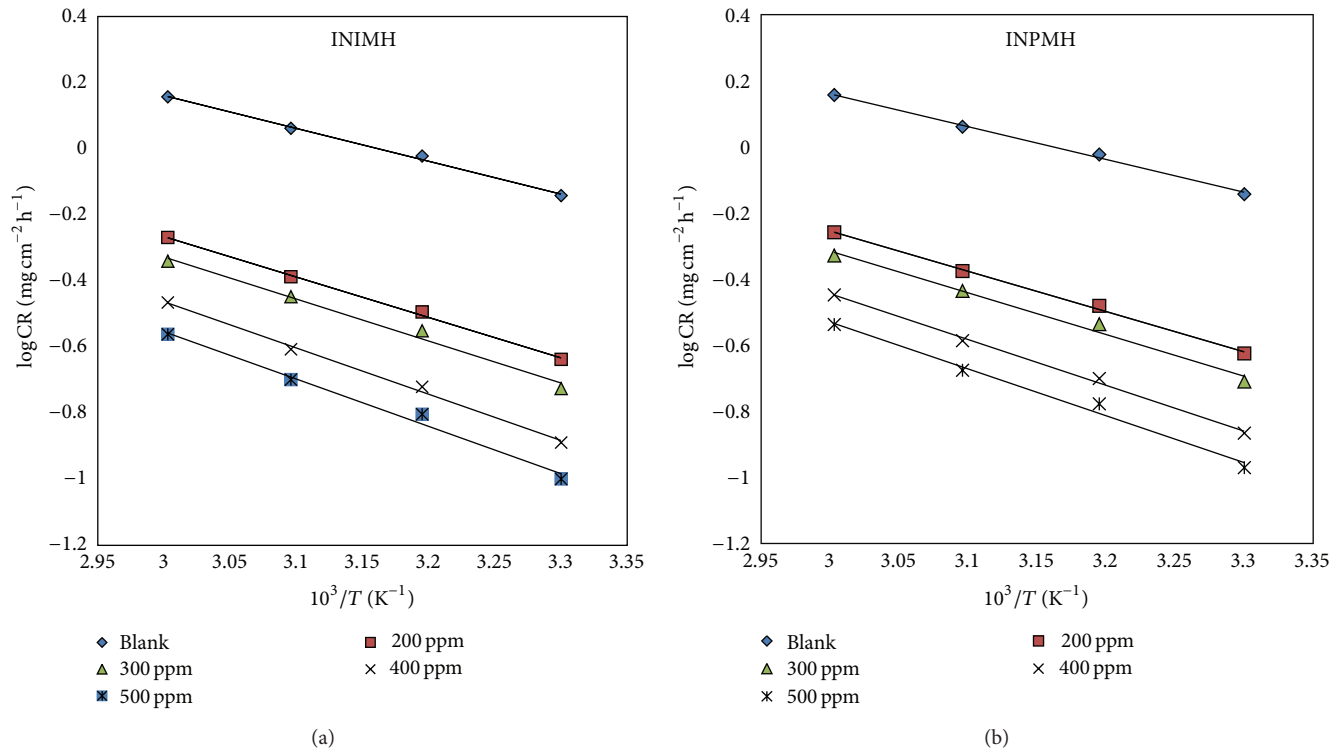 INIMH
0.4
0.2
0
−0.2
−0.4
−0.6
−0.8
−1
−1.2
log CR (mg cm−2 h−1)
2.95 3 3.05 3.1 3.15 3.2 3.25 3.3 3.35
10^3/T (K−1)
Blank 200 ppm
300 ppm 400 ppm
500 ppm
(a)
INPMH
0.4
0.2
0
−0.2
−0.4
−0.6
−0.8
−1
−1.2
log CR (mg cm−2 h−1)
2.95 3 3.05 3.1 3.15 3.2 3.25 3.3 3.35
10^3/T (K−1)
Blank 200 ppm
300 ppm 400 ppm
500 ppm
(b)